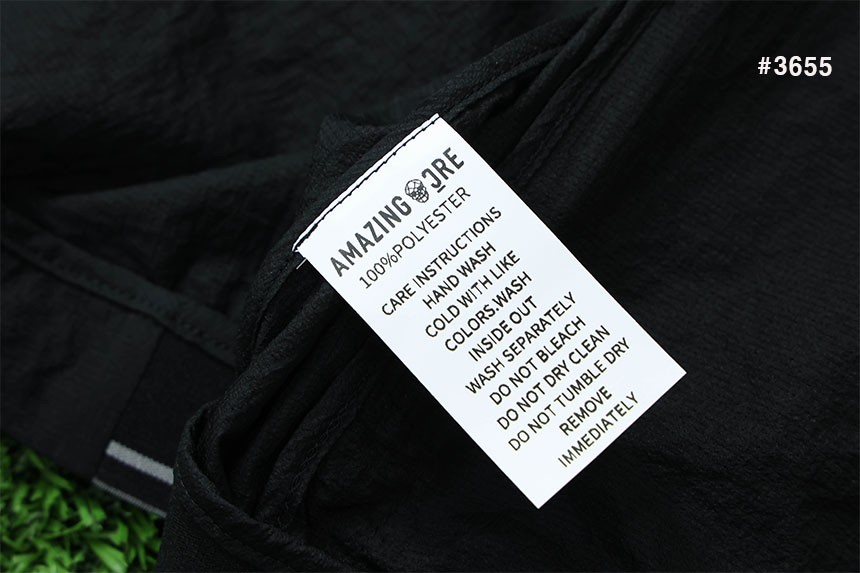 #3655
AMAZING CRE
100%POLYESTER
CARE INSTRUCTIONS
HAND WASH
COLD WITH LIKE
COLORS.WASH
INSIDE OUT
WASH SEPARATELY
DO NOT BLEACH
DO NOT DRY CLEAN
DO NOT TUMBLE DRY
REMOVE
IMMEDIATELY